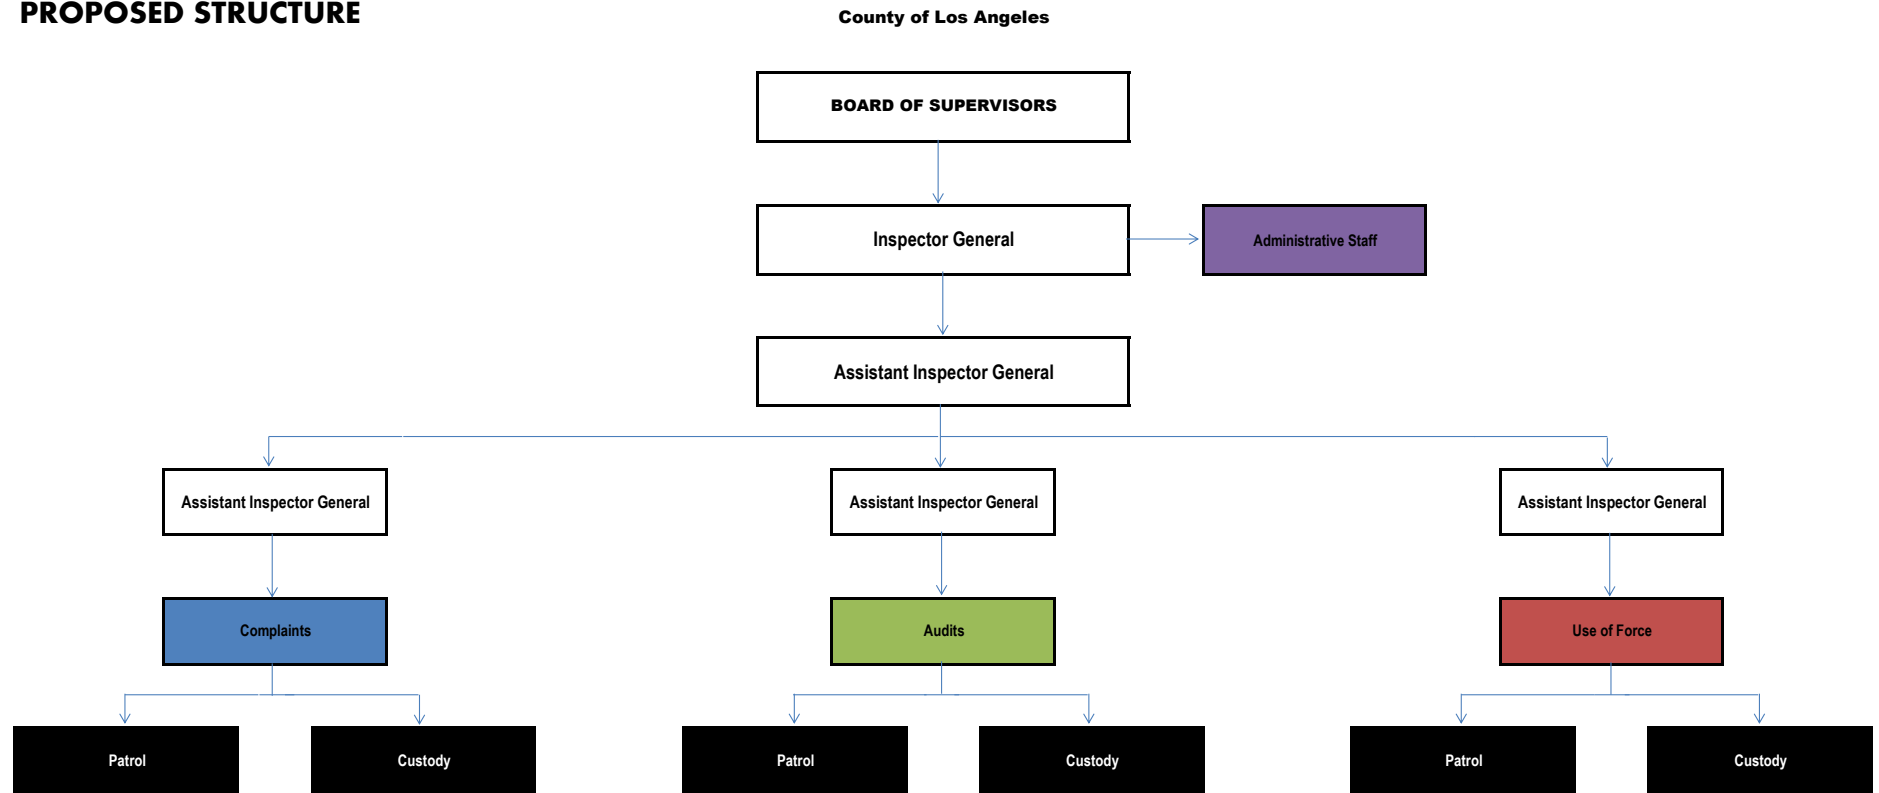 PROPOSED STRUCTURE
County of Los Angeles
BOARD OF SUPERVISORS
Inspector General
Administrative Staff
Assistant Inspector General
Assistant Inspector General
Assistant Inspector General
Assistant Inspector General
Complaints
Audits
Use of Force
Patrol
Custody
Patrol
Custody
Patrol
Custody